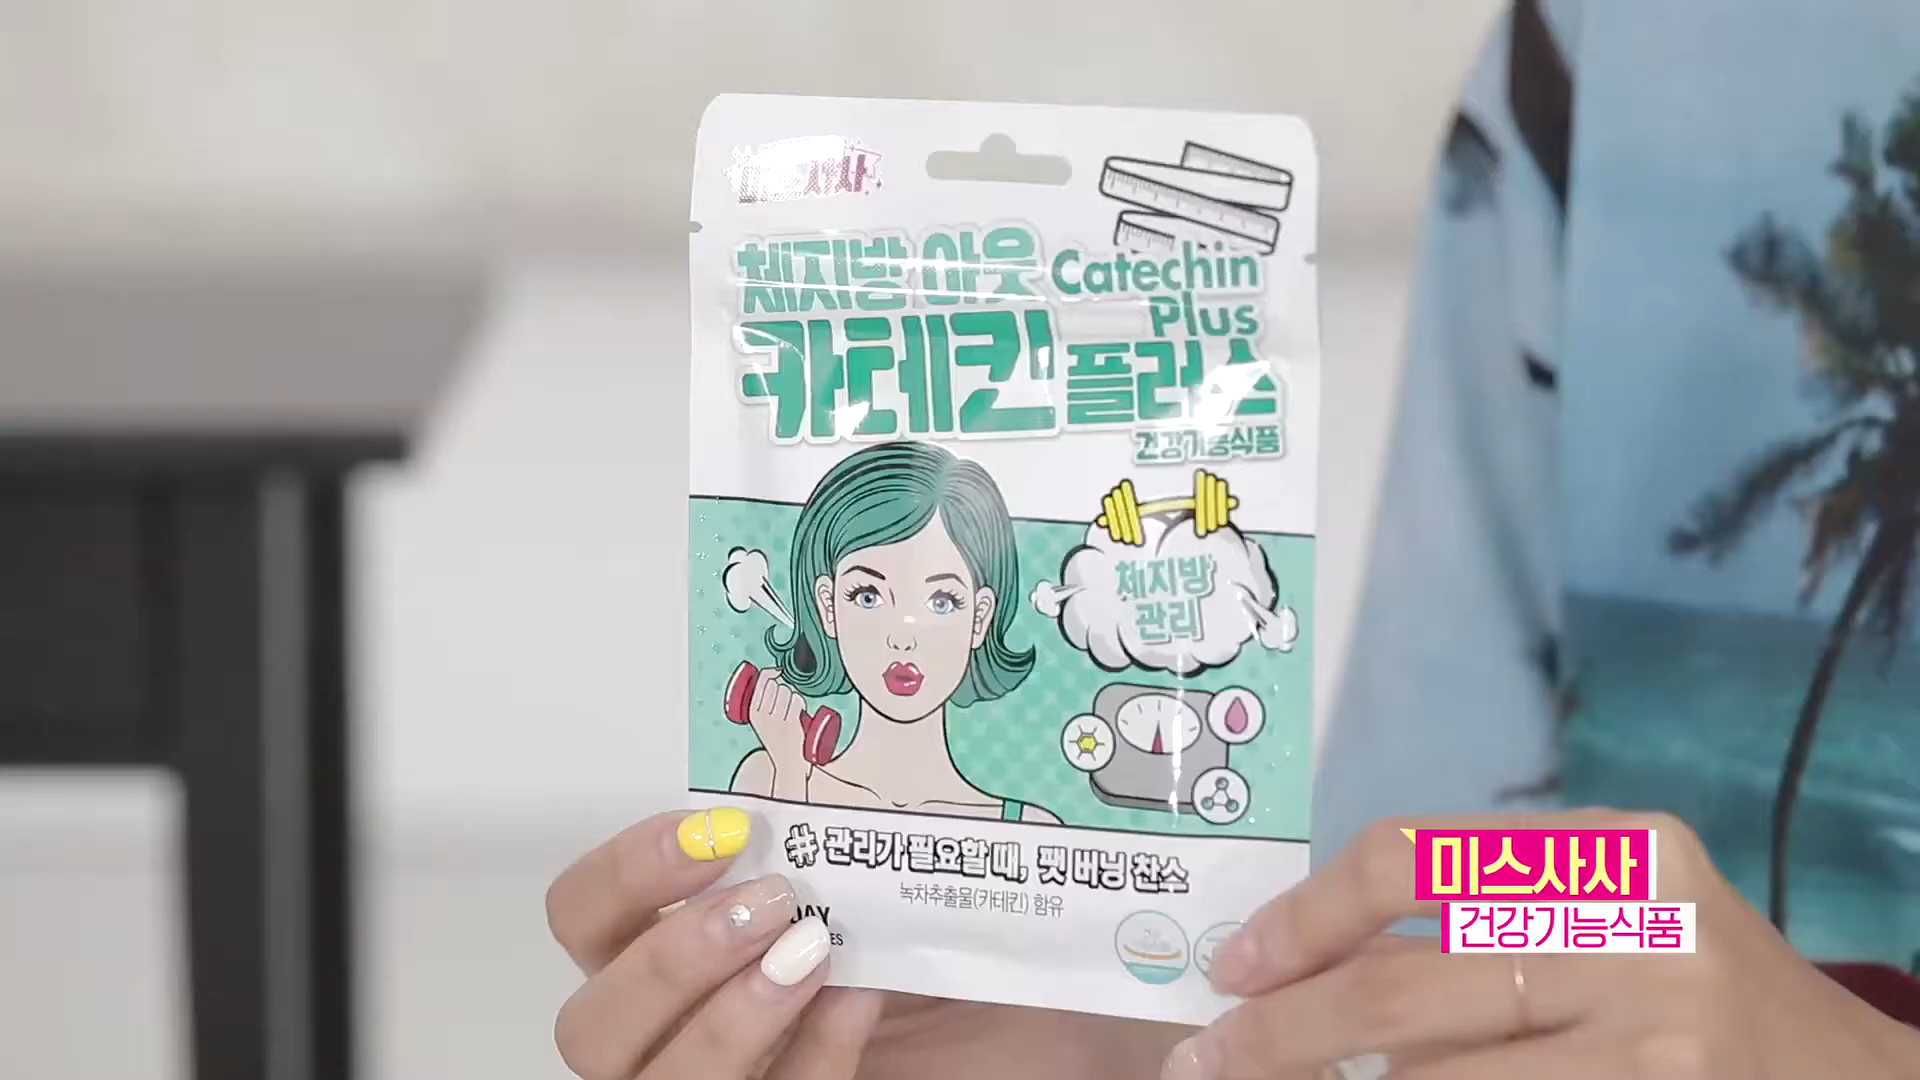 사사
체지방 아웃
Catechin
Plus
카테킨 플러스
건강기능식품
체지방
관리
# 관리가 필요할 때, 팻 버닝 찬스
녹차추출물(카테킨) 함유
미스사사
건강기능식품